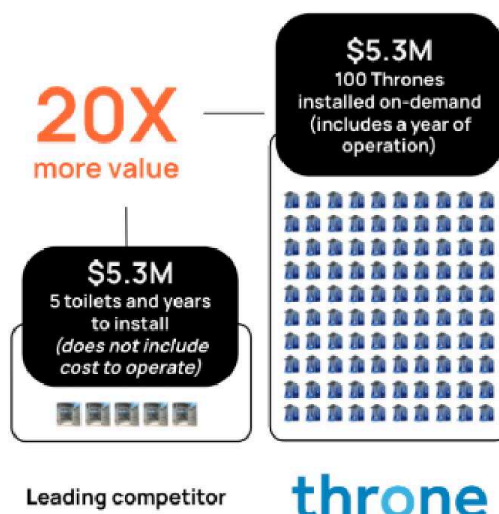 $5.3M
100 Thrones
installed on-demand
(includes a year of
operation)
20X
more value
$5.3M
5 toilets and years
to install
(does not include
cost to operate)
Leading competitor
throne